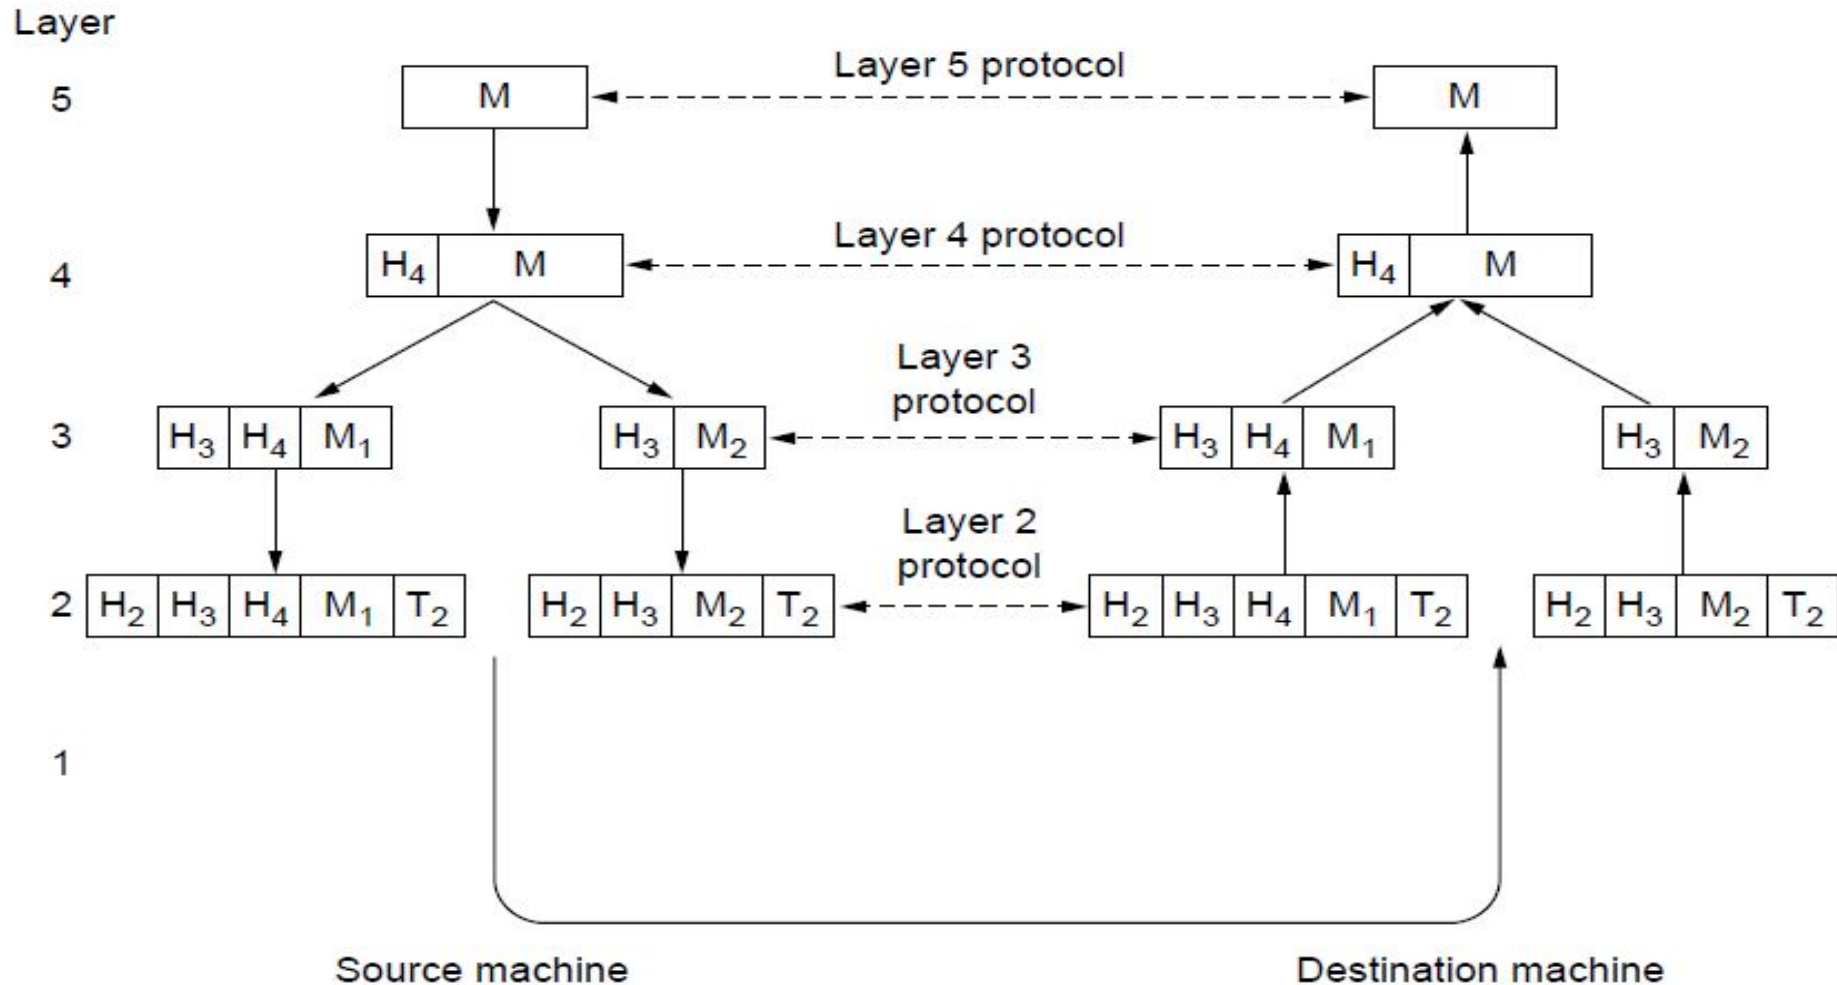 Layer
5 M Layer 5 protocol M
4 H₄ M Layer 4 protocol H₄ M
Layer 3
protocol
3 H₃ H₄ M₁ H₃ M₂ H₃ H₄ M₁ H₃ M₂
Layer 2
protocol
2 H₂ H₃ H₄ M₁ T₂ H₂ H₃ M₂ T₂ H₂ H₃ H₄ M₁ T₂ H₂ H₃ M₂ T₂
1
Source machine Destination machine